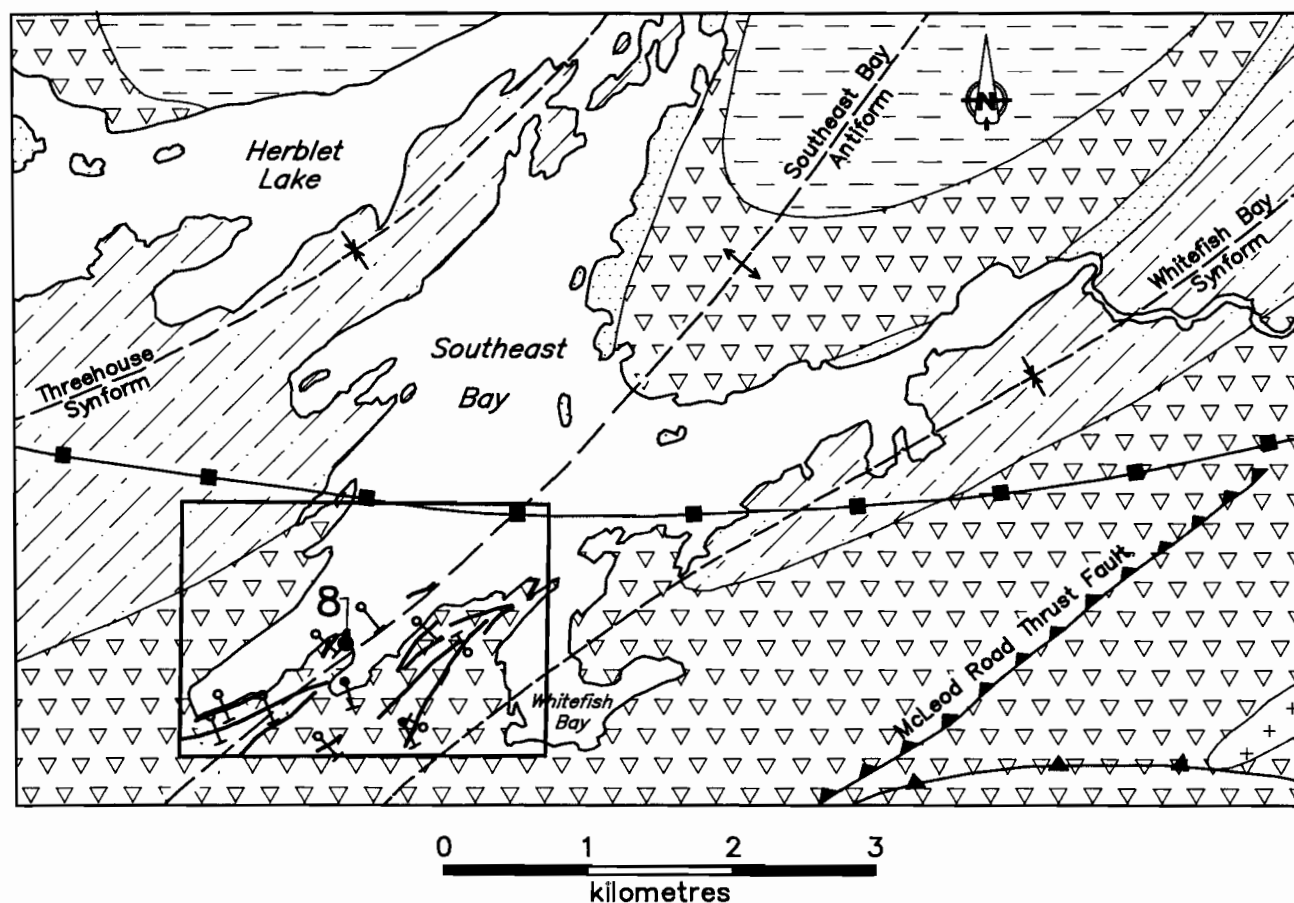 Herblet
Lake
Southeast Bay
Antiform
N
Whitefish Bay
Synform
Threehouse
Synform
Southeast
Bay
8
McLeod Road Thrust Fault
Whitefish
Bay
0 1 2 3
kilometres